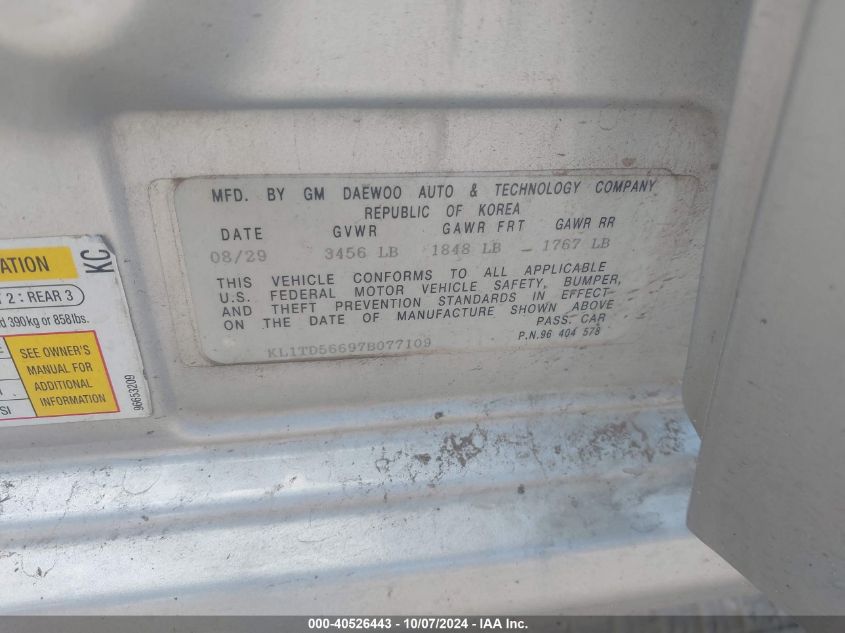 MFD. BY GM DAEWOO AUTO & TECHNOLOGY COMPANY
REPUBLIC OF KOREA
DATE GVWR GAWR FRT GAWR RR
08/29 3456 LB 1848 LB 1767 LB
THIS VEHICLE CONFORMS TO ALL APPLICABLE
U.S. FEDERAL MOTOR VEHICLE SAFETY, BUMPER,
AND THEFT PREVENTION STANDARDS IN EFFECT
ON THE DATE OF MANUFACTURE SHOWN ABOVE
PASS. CAR
KL1TD56697B077109 P.N.96 404 578
ATION
KC
2 : REAR 3
390kg or 858lbs.
SEE OWNER'S
MANUAL FOR
ADDITIONAL
INFORMATION
SI
96653209
000-40526443 - 10/07/2024 - IAA Inc.